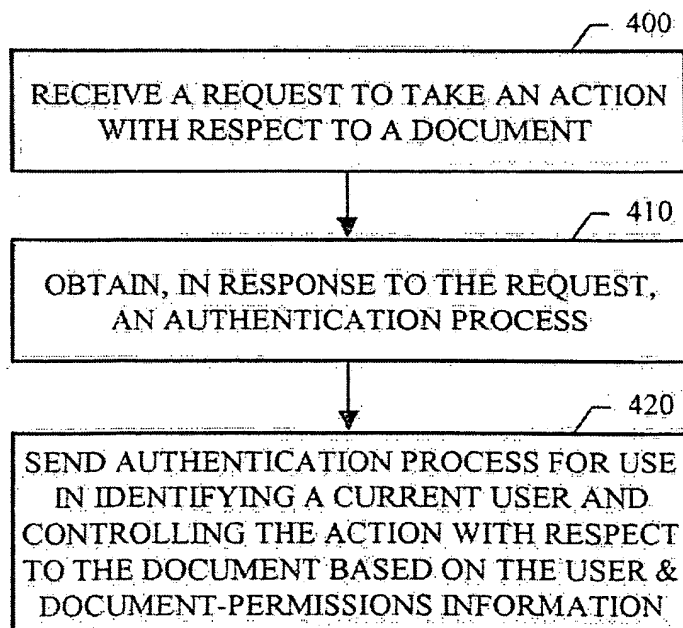 400
RECEIVE A REQUEST TO TAKE AN ACTION
WITH RESPECT TO A DOCUMENT
410
OBTAIN, IN RESPONSE TO THE REQUEST,
AN AUTHENTICATION PROCESS
420
SEND AUTHENTICATION PROCESS FOR USE
IN IDENTIFYING A CURRENT USER AND
CONTROLLING THE ACTION WITH RESPECT
TO THE DOCUMENT BASED ON THE USER &
DOCUMENT-PERMISSIONS INFORMATION